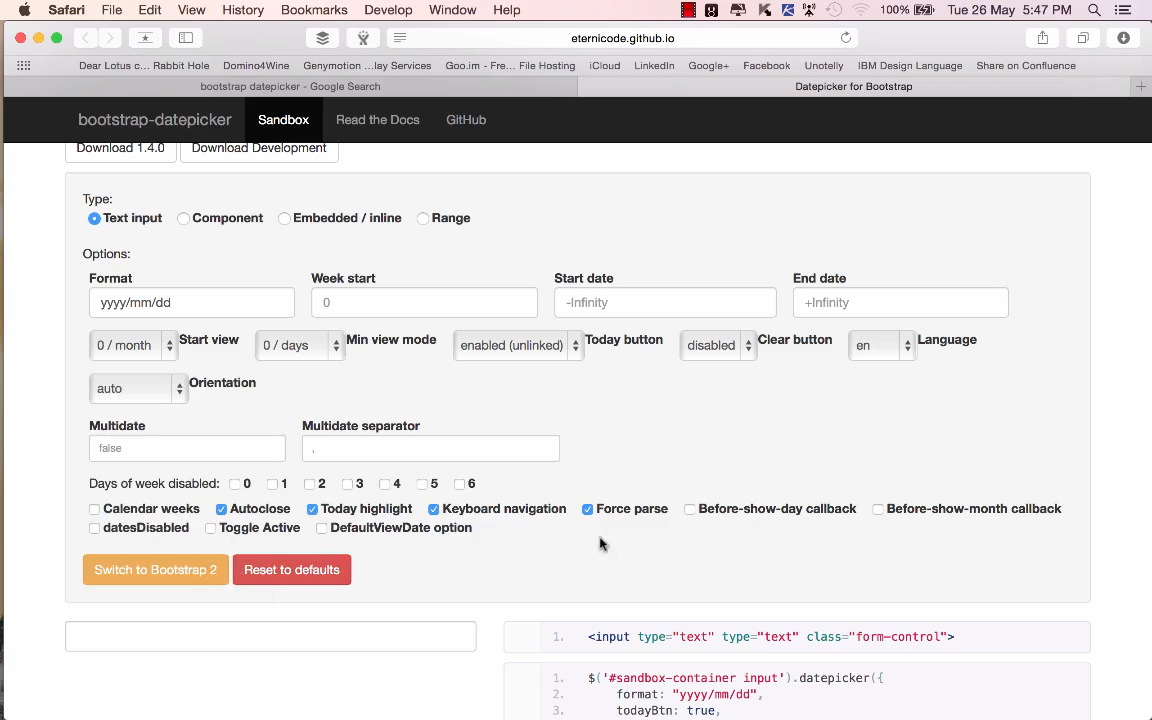 Safari File Edit View History Bookmarks Develop Window Help 100% Tue 26 May 5:47 PM
eternicode.github.io
Dear Lotus c... Rabbit Hole Domino4Wine Genymotion ...lay Services Goo.im - Fre... File Hosting iCloud LinkedIn Google+ Facebook Unotelly IBM Design Language Share on Confluence
bootstrap datepicker - Google Search Datepicker for Bootstrap
bootstrap-datepicker Sandbox Read the Docs GitHub
Download 1.4.0 Download Development
Type:
Text input Component Embedded / inline Range
Options:
Format Week start Start date End date
yyyy/mm/dd 0 -Infinity +Infinity
0 / month Start view 0 / days Min view mode enabled (unlinked) Today button disabled Clear button en Language
auto Orientation
Multidate Multidate separator
false ,
Days of week disabled: 0 1 2 3 4 5 6
Calendar weeks Autoclose Today highlight Keyboard navigation Force parse Before-show-day callback Before-show-month callback
datesDisabled Toggle Active DefaultViewDate option
Switch to Bootstrap 2 Reset to defaults
1. <input type="text" type="text" class="form-control">
1. $('#sandbox-container input').datepicker({
2. format: "yyyy/mm/dd",
3. todayBtn: true,